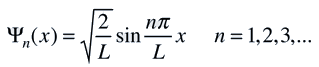 Ψₙ(x) = √(2/L) sin (nπ/L) x n = 1,2,3,...